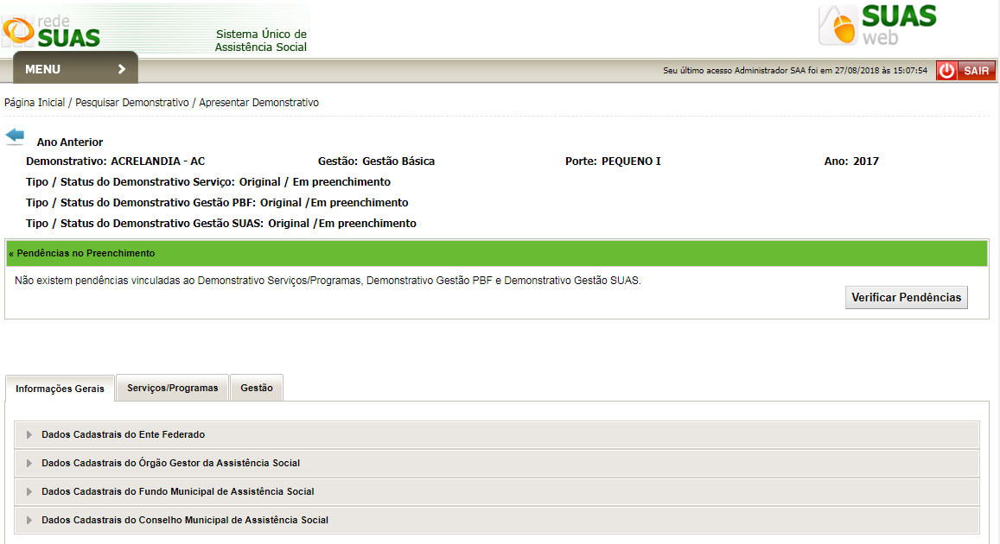 rede
SUAS
Sistema Único de
Assistência Social
SUAS
web
MENU
Seu último acesso Administrador SAA foi em 27/08/2018 às 15:07:54
SAIR
Página Inicial / Pesquisar Demonstrativo / Apresentar Demonstrativo
Ano Anterior
Demonstrativo: ACRELANDIA - AC Gestão: Gestão Básica Porte: PEQUENO I Ano: 2017
Tipo / Status do Demonstrativo Serviço: Original / Em preenchimento
Tipo / Status do Demonstrativo Gestão PBF: Original /Em preenchimento
Tipo / Status do Demonstrativo Gestão SUAS: Original /Em preenchimento
« Pendências no Preenchimento
Não existem pendências vinculadas ao Demonstrativo Serviços/Programas, Demonstrativo Gestão PBF e Demonstrativo Gestão SUAS.
Verificar Pendências
Informações Gerais Serviços/Programas Gestão
Dados Cadastrais do Ente Federado
Dados Cadastrais do Órgão Gestor da Assistência Social
Dados Cadastrais do Fundo Municipal de Assistência Social
Dados Cadastrais do Conselho Municipal de Assistência Social